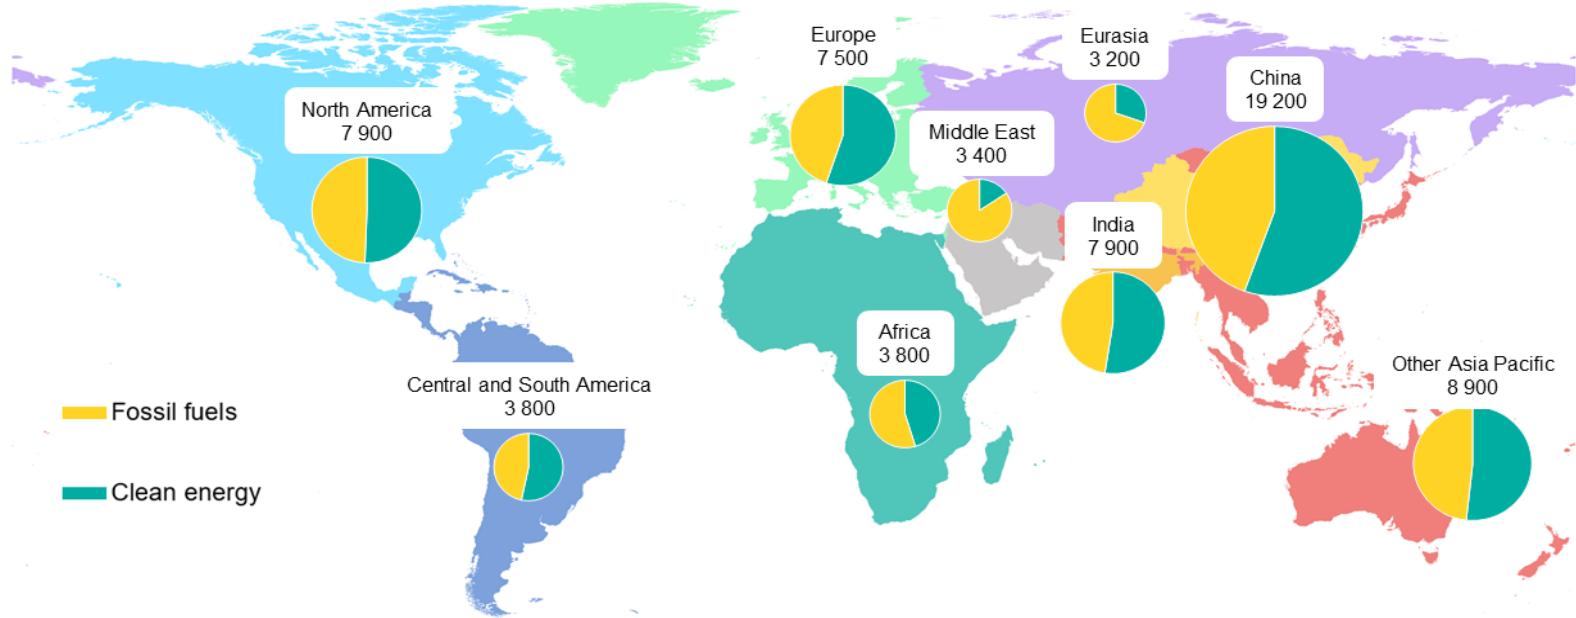 Europe
7 500
Eurasia
3 200
China
19 200
North America
7 900
Middle East
3 400
India
7 900
Africa
3 800
Other Asia Pacific
8 900
Central and South America
3 800
Fossil fuels
Clean energy